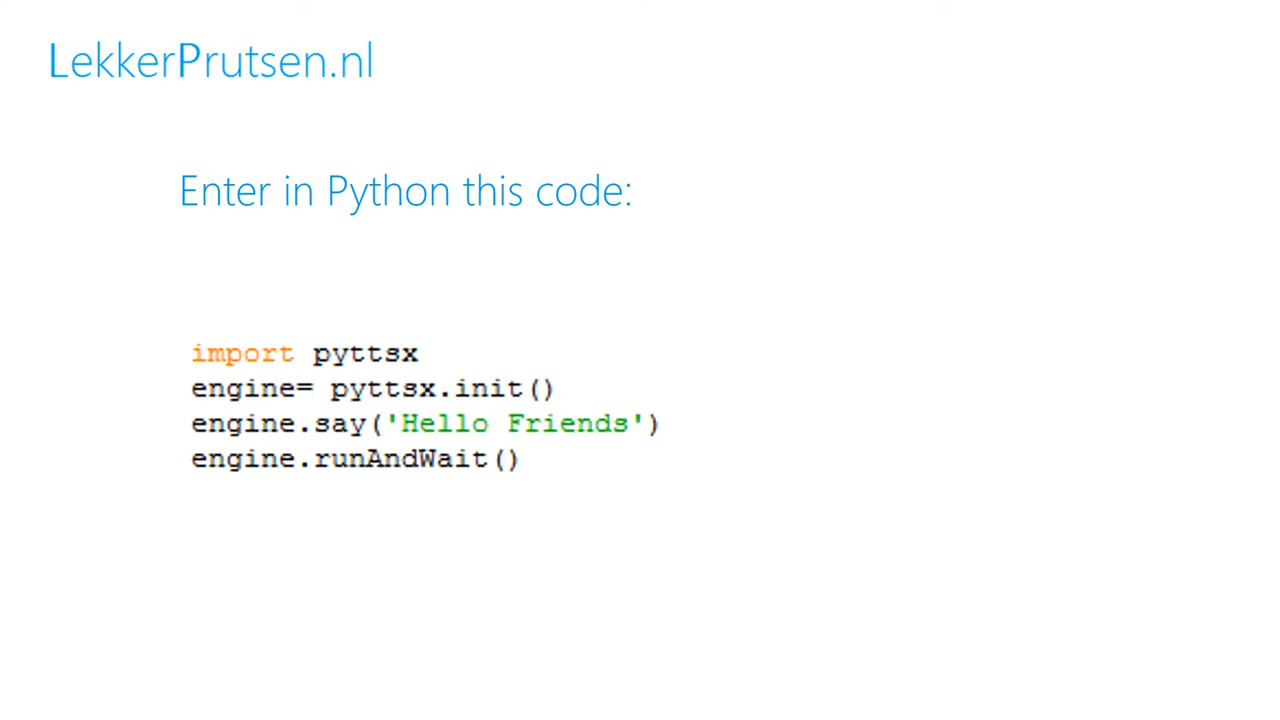 LekkerPrutsen.nl
Enter in Python this code:
import pyttsx
engine= pyttsx.init()
engine.say('Hello Friends')
engine.runAndWait()